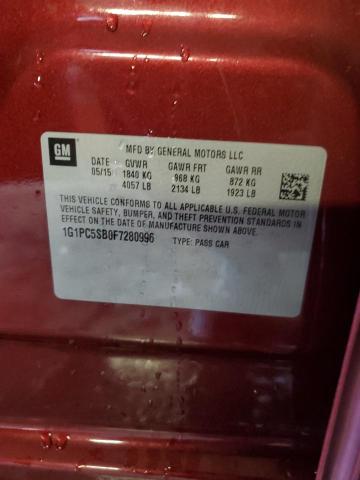 GM
MFD BY GENERAL MOTORS LLC
DATE GVWR GAWR FRT GAWR RR
05/15 1840 KG 968 KG 872 KG
4057 LB 2134 LB 1923 LB
THIS VEHICLE CONFORMS TO ALL APPLICABLE U.S. FEDERAL MOTOR
VEHICLE SAFETY, BUMPER, AND THEFT PREVENTION STANDARDS
IN EFFECT ON THE DATE OF MANUFACTURE SHOWN ABOVE.
1G1PC5SB0F7280996 TYPE: PASS CAR